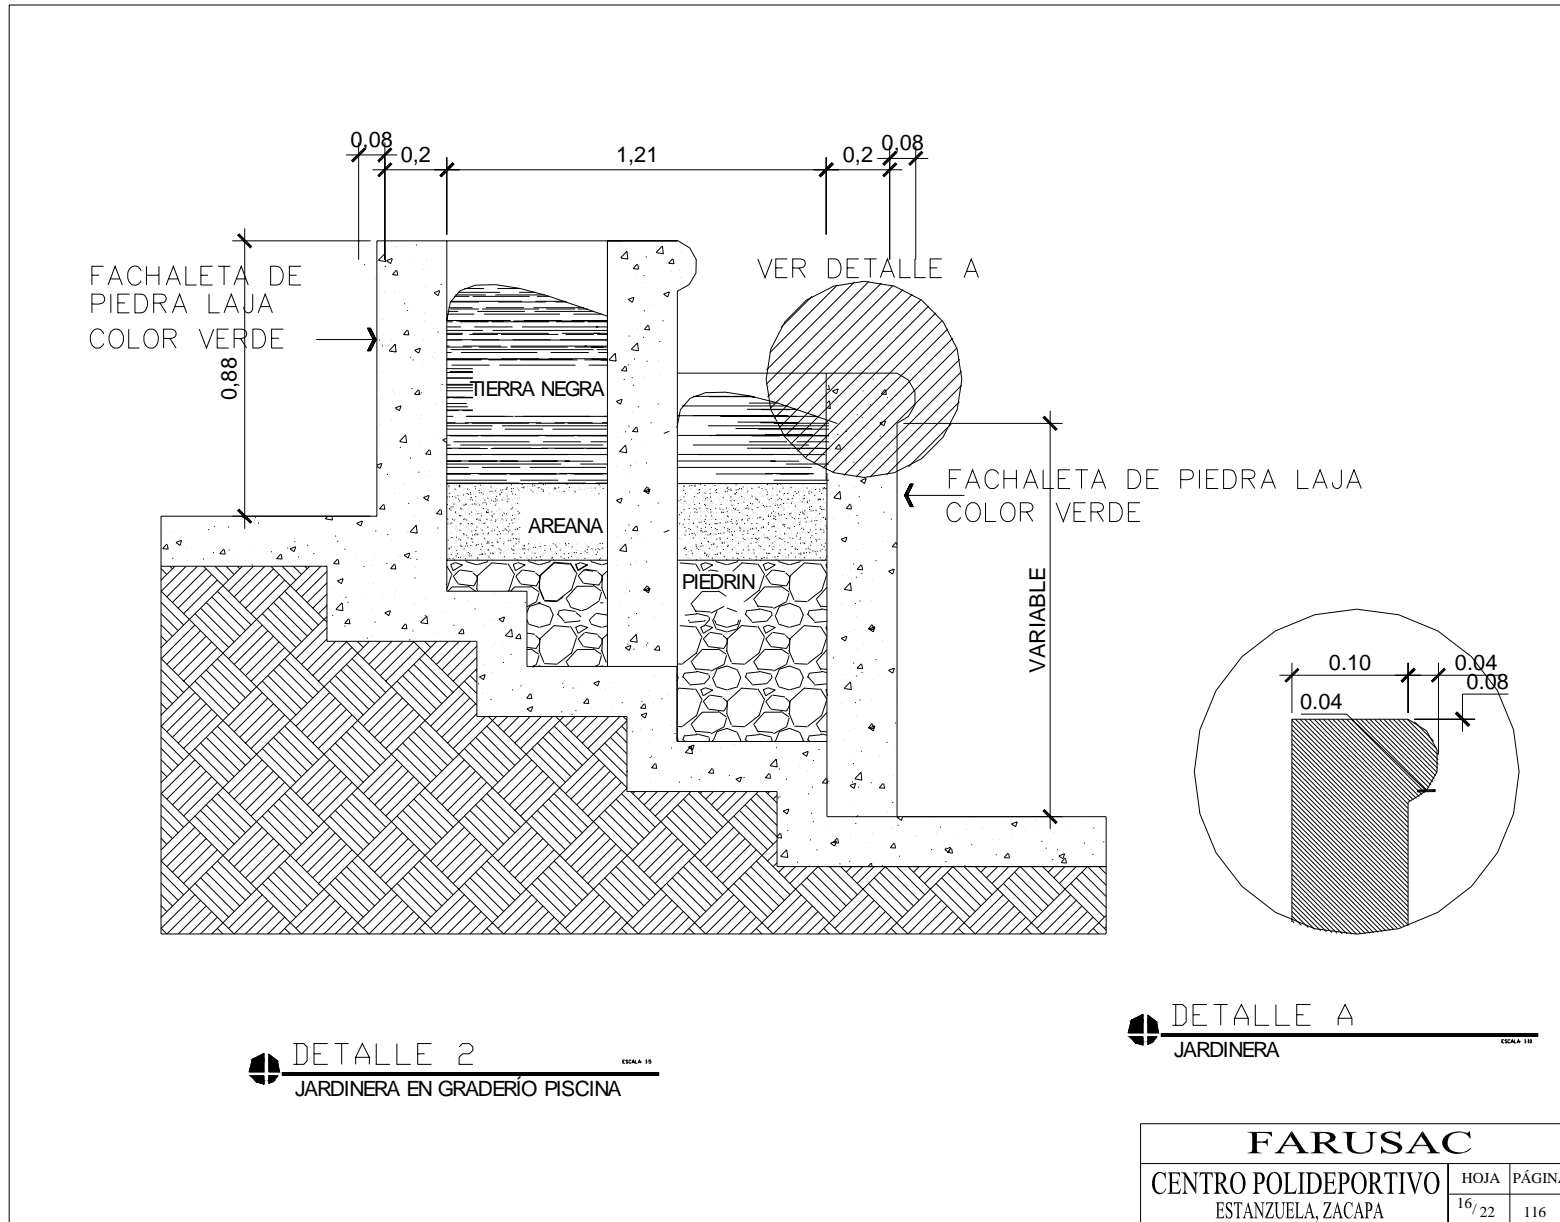 0,08
0,2
1,21
0,2
0,08
FACHALETA DE
PIEDRA LAJA
COLOR VERDE
0,88
VER DETALLE A
TIERRA NEGRA
AREANA
PIEDRIN
FACHALETA DE PIEDRA LAJA
COLOR VERDE
VARIABLE
0.10
0.04
0.08
0.04
DETALLE 2
JARDINERA EN GRADERÍO PISCINA
DETALLE A
JARDINERA
FARUSAC
CENTRO POLIDEPORTIVO
ESTANZUELA, ZACAPA
HOJA
16/22
PÁGINA
116